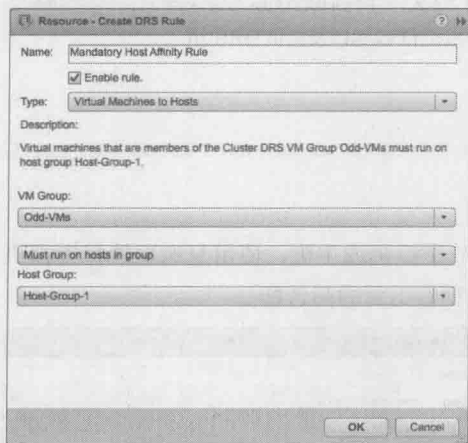 Resource - Create DRS Rule
Name: Mandatory Host Affinity Rule
Enable rule.
Type: Virtual Machines to Hosts
Description:
Virtual machines that are members of the Cluster DRS VM Group Odd-VMs must run on
host group Host-Group-1.
VM Group:
Odd-VMs
Must run on hosts in group
Host Group:
Host-Group-1
OK Cancel